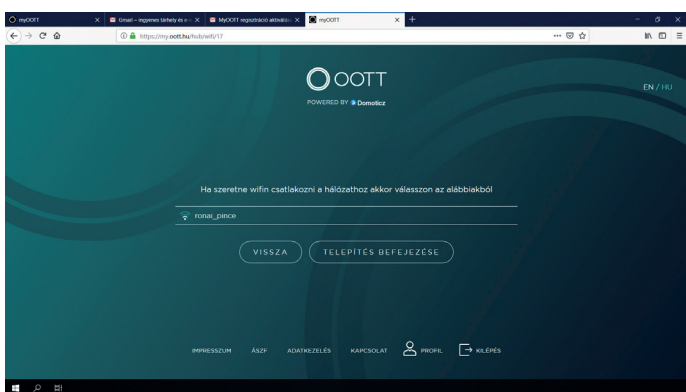 myOOTT
Gmail – ingyenes tárhely és e-
MyOOTT regisztráció aktiválás
myOOTT
https://my.oott.hu/hub/wifi/17
OOTT
POWERED BY Domoticz
EN / HU
Ha szeretne wifin csatlakozni a hálózathoz akkor válasszon az alábbiakból
ronai_pince
VISSZA
TELEPÍTÉS BEFEJEZÉSE
IMPRESSZUM
ÁSZF
ADATKEZELÉS
KAPCSOLAT
PROFIL
KILÉPÉS